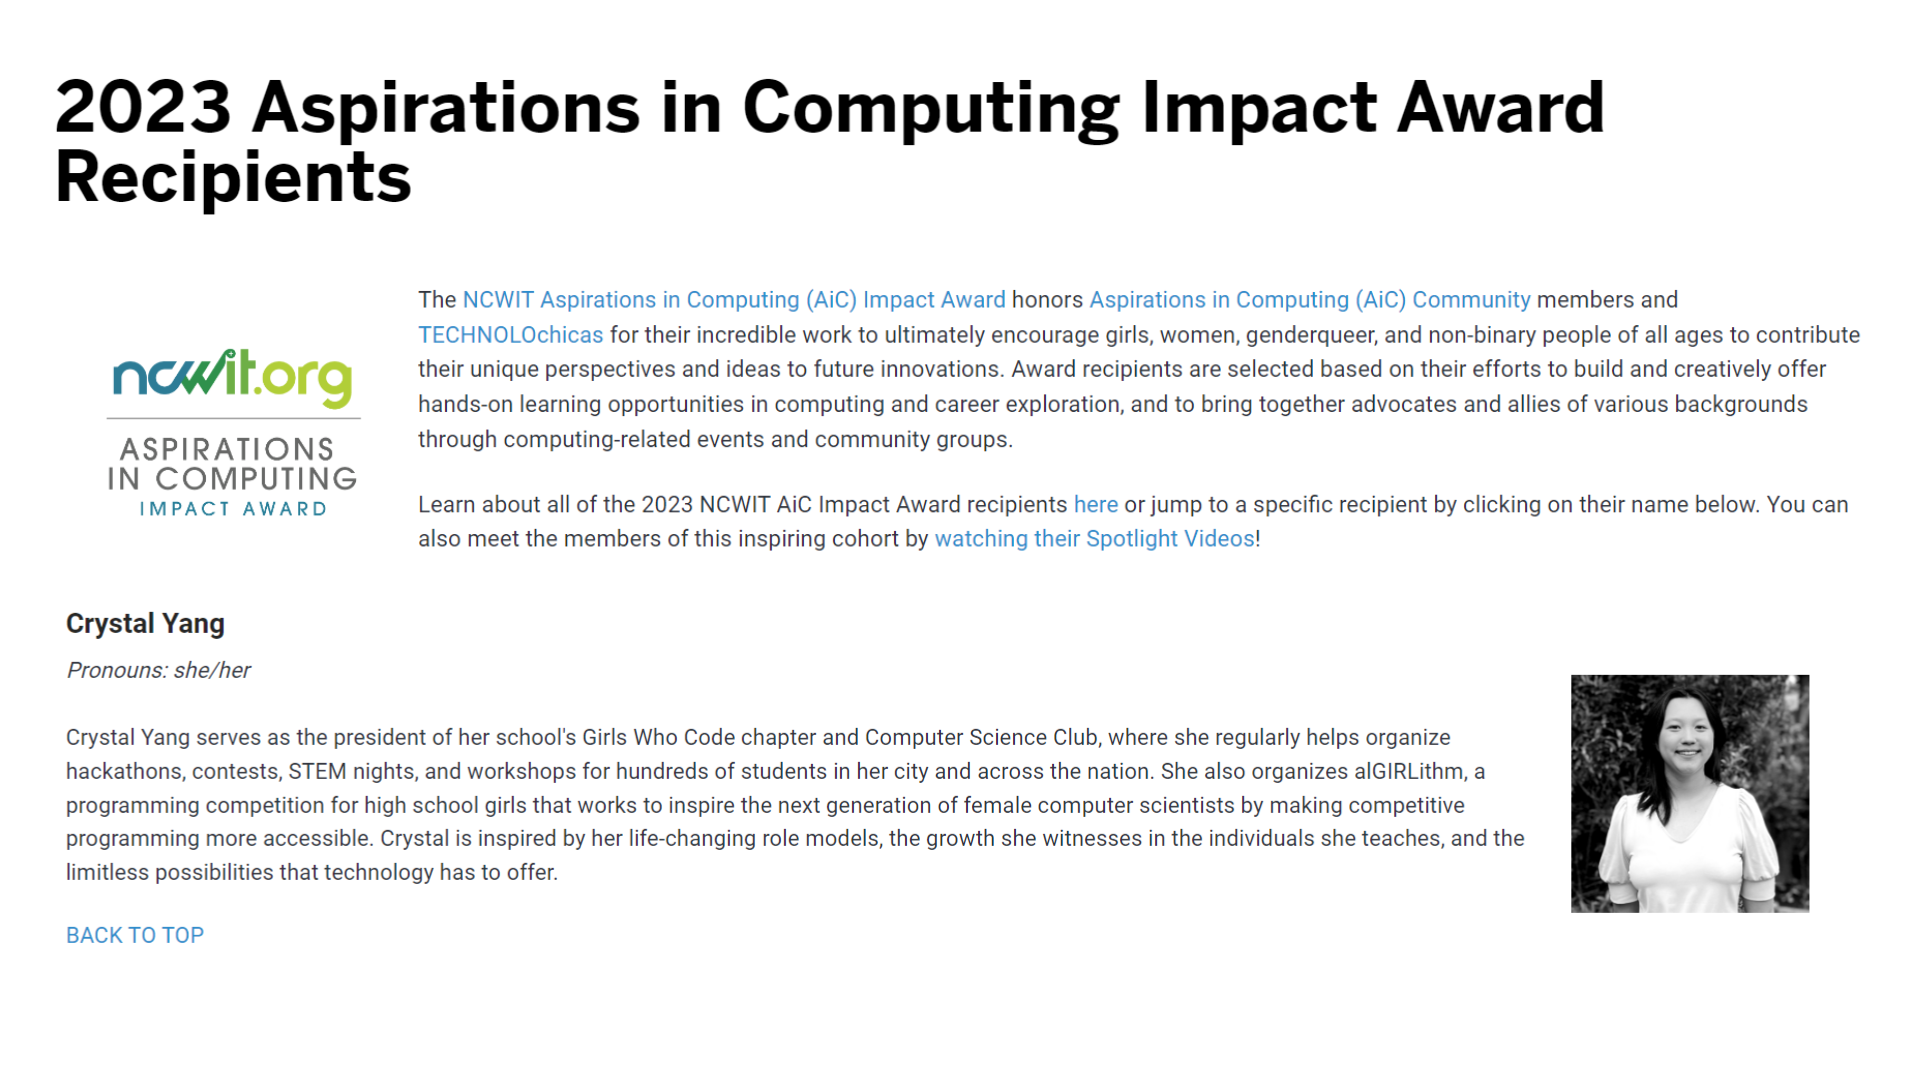 2023 Aspirations in Computing Impact Award
Recipients
ncwit.org
ASPIRATIONS
IN COMPUTING
IMPACT AWARD
The NCWIT Aspirations in Computing (AiC) Impact Award honors Aspirations in Computing (AiC) Community members and
TECHNOLOchicas for their incredible work to ultimately encourage girls, women, genderqueer, and non-binary people of all ages to contribute
their unique perspectives and ideas to future innovations. Award recipients are selected based on their efforts to build and creatively offer
hands-on learning opportunities in computing and career exploration, and to bring together advocates and allies of various backgrounds
through computing-related events and community groups.
Learn about all of the 2023 NCWIT AiC Impact Award recipients here or jump to a specific recipient by clicking on their name below. You can
also meet the members of this inspiring cohort by watching their Spotlight Videos!
Crystal Yang
Pronouns: she/her
Crystal Yang serves as the president of her school's Girls Who Code chapter and Computer Science Club, where she regularly helps organize
hackathons, contests, STEM nights, and workshops for hundreds of students in her city and across the nation. She also organizes alGIRLithm, a
programming competition for high school girls that works to inspire the next generation of female computer scientists by making competitive
programming more accessible. Crystal is inspired by her life-changing role models, the growth she witnesses in the individuals she teaches, and the
limitless possibilities that technology has to offer.
BACK TO TOP